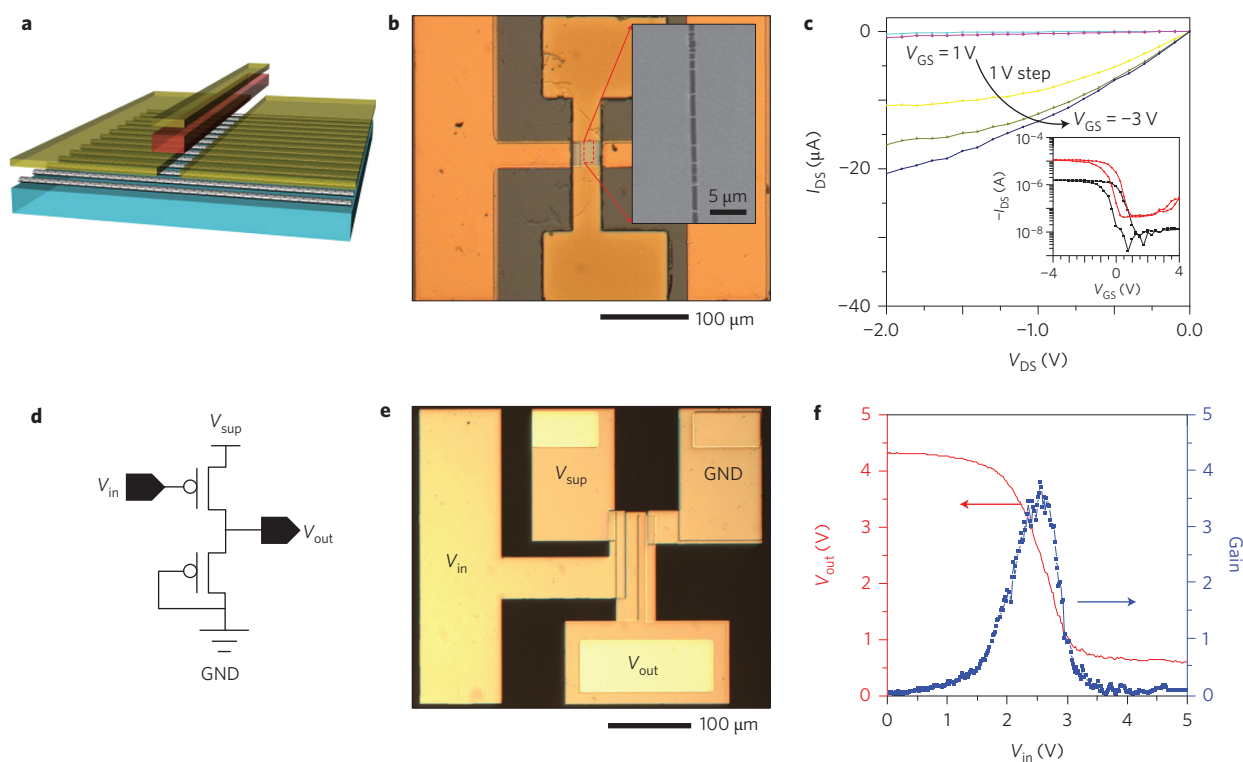 a
b
5 µm
100 µm
c
0
−20
−40
I_DS (µA)
V_GS = 1 V
1 V step
V_GS = −3 V
10⁻⁴
10⁻⁶
10⁻⁸
−I_DS (A)
−4
0
4
V_GS (V)
−2.0
−1.0
0.0
V_DS (V)
d
V_sup
V_in
V_out
GND
e
V_sup
GND
V_in
V_out
100 µm
f
5
4
3
2
1
0
V_out (V)
5
4
3
2
1
0
Gain
0 1 2 3 4 5
V_in (V)